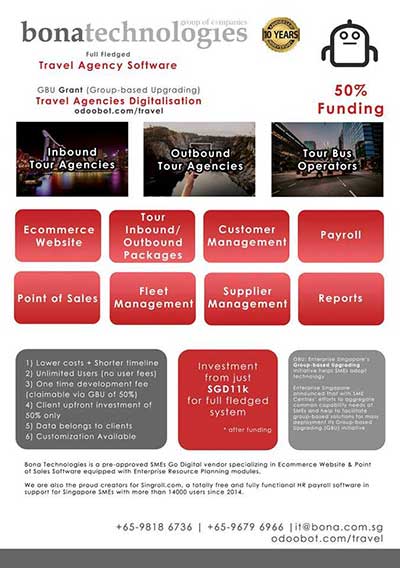 group of companies
bonatechnologies
10 YEARS
Full Fledged
Travel Agency Software
GBU Grant (Group-based Upgrading)
Travel Agencies Digitalisation
odoobot.com/travel
50%
Funding
Inbound
Tour Agencies
Outbound
Tour Agencies
Tour Bus
Operators
Ecommerce
Website
Tour
Inbound/
Outbound
Packages
Customer
Management
Payroll
Point of Sales
Fleet
Management
Supplier
Management
Reports
1) Lower costs + Shorter timeline
2) Unlimited Users (no user fees)
3) One time development fee
(claimable via GBU of 50%)
4) Client upfront investment of
50% only
5) Data belongs to clients
6) Customization Available
Investment
from just
SGD11k
for full fledged
system
* after funding
GBU: Enterprise Singapore's
Group-based Upgrading
initiative helps SMEs adopt
technology
Enterprise Singapore
announced that with SME
Centres' efforts to aggregate
common capability needs of
SMEs and help to facilitate
group-based solutions for mass
deployment its Group-based
Upgrading (GBU) initiative
Bona Technologies is a pre-approved SMEs Go Digital vendor specializing in Ecommerce Website & Point
of Sales Software equipped with Enterprise Resource Planning modules.
We are also the proud creators for Singroll.com, a totally free and fully functional HR payroll software in
support for Singapore SMEs with more than 14000 users since 2014.
+65-9818 6736 | +65-9679 6966 |it@bona.com.sg
odoobot.com/travel